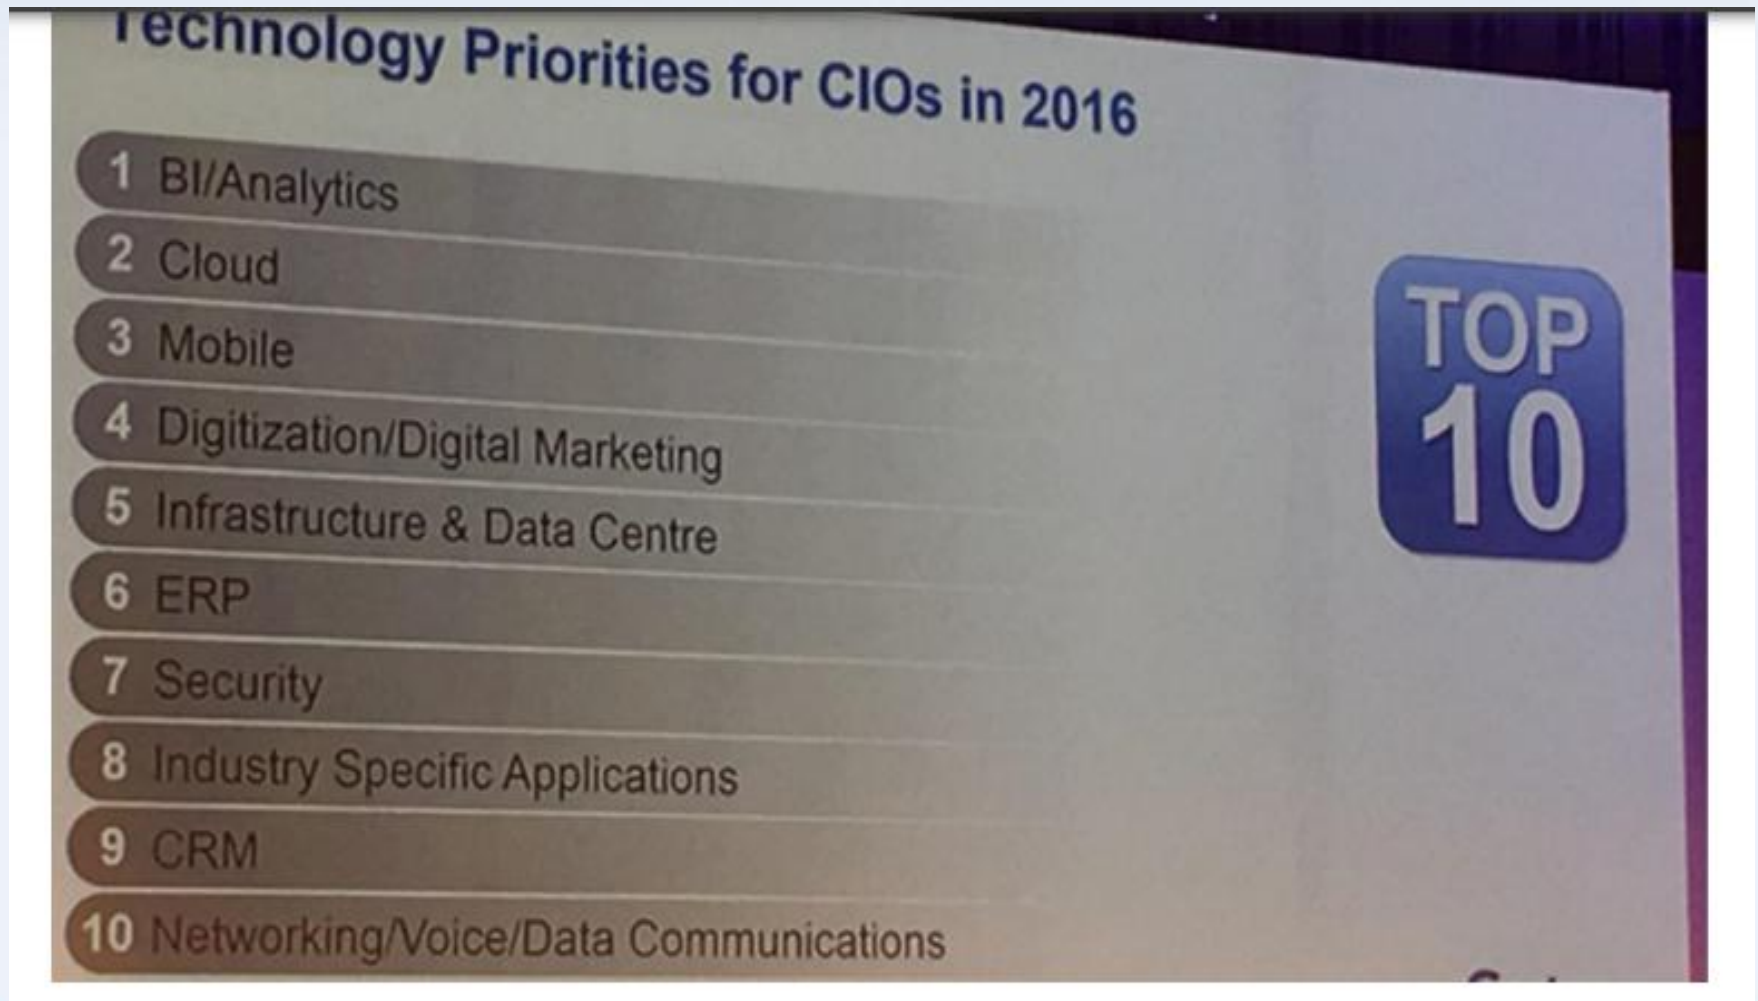 Technology Priorities for CIOs in 2016
1 BI/Analytics
2 Cloud
3 Mobile
4 Digitization/Digital Marketing
5 Infrastructure & Data Centre
6 ERP
7 Security
8 Industry Specific Applications
9 CRM
10 Networking/Voice/Data Communications
TOP
10